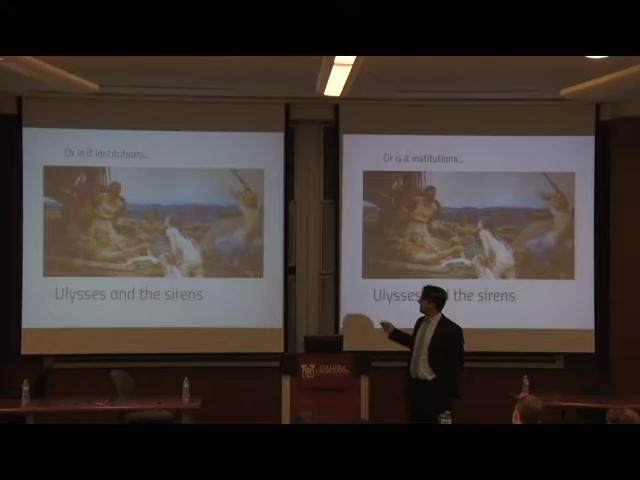 Or is it institutions...
Ulysses and the sirens
Or is it institutions...
Ulysses and the sirens